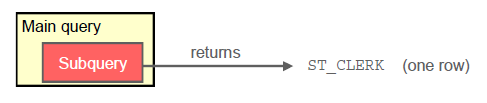 Main query
Subquery
returns
ST_CLERK (one row)